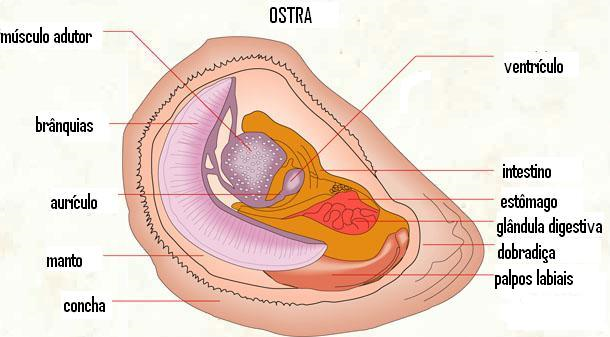 OSTRA
músculo adutor
ventrículo
brânquias
intestino
aurículo
estômago
glândula digestiva
dobradiça
manto
palpos labiais
concha